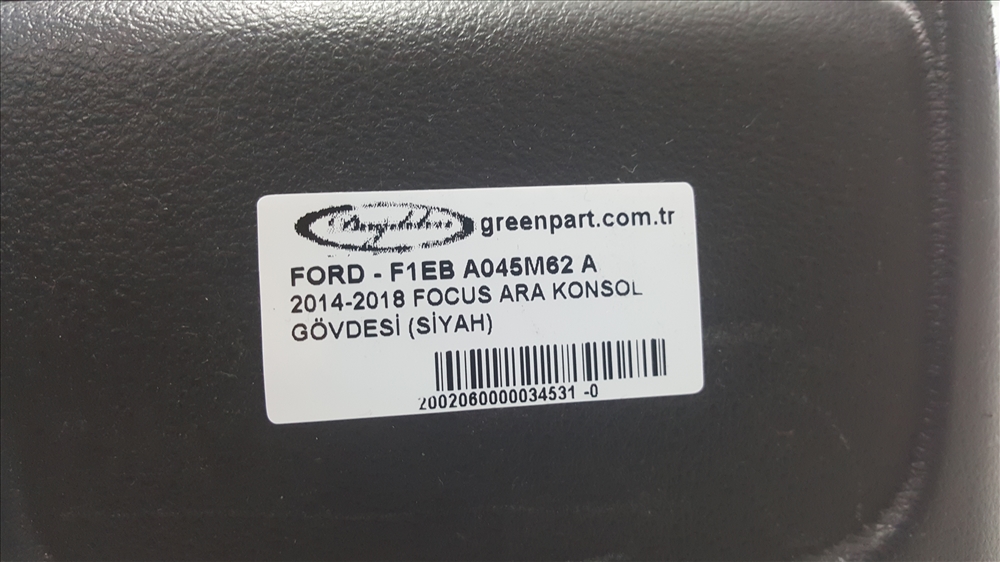 greenpart.com.tr
FORD - F1EB A045M62 A
2014-2018 FOCUS ARA KONSOL
GÖVDESİ (SİYAH)
2002060000034531 -0